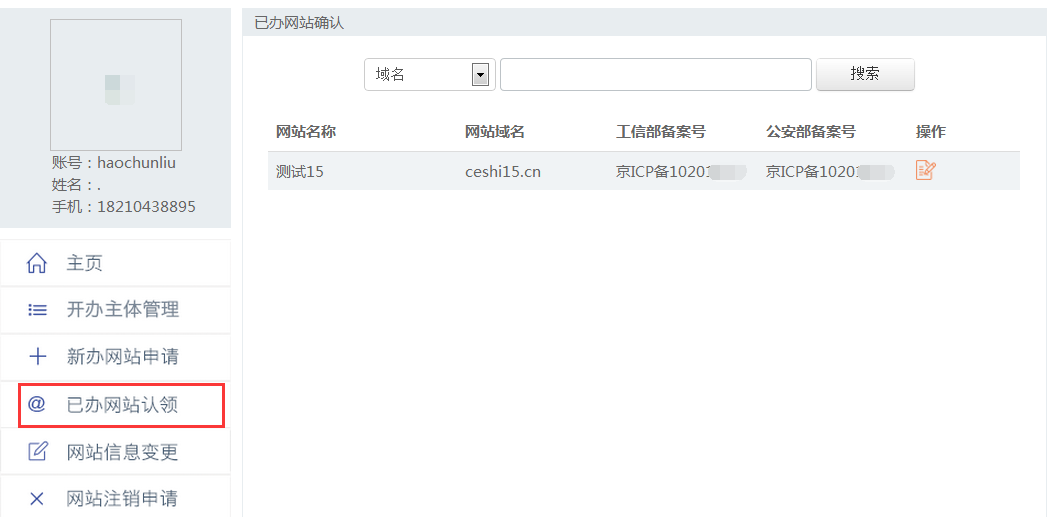 账号：haochunliu
姓名：.
手机：18210438895
主页
开办主体管理
新办网站申请
@ 已办网站认领
网站信息变更
网站注销申请
已办网站确认
域名 搜索
网站名称 网站域名 工信部备案号 公安部备案号 操作
测试15 ceshi15.cn 京ICP备10201 京ICP备10201